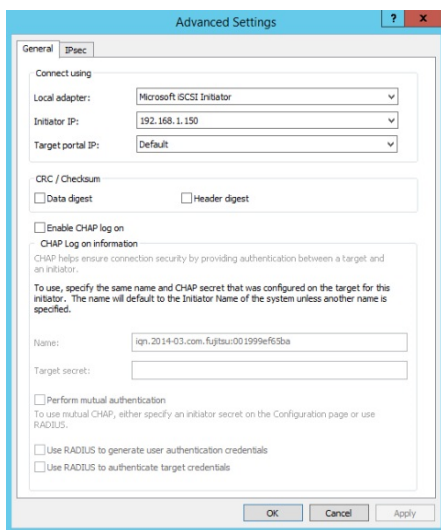 Advanced Settings
?
x
General
IPsec
Connect using
Local adapter:
Microsoft iSCSI Initiator
Initiator IP:
192.168.1.150
Target portal IP:
Default
CRC / Checksum
Data digest
Header digest
Enable CHAP log on
CHAP Log on information
CHAP helps ensure connection security by providing authentication between a target and
an initiator.
To use, specify the same name and CHAP secret that was configured on the target for this
initiator. The name will default to the Initiator Name of the system unless another name is
specified.
Name:
iqn.2014-03.com.fujitsu:001999ef65ba
Target secret:
Perform mutual authentication
To use mutual CHAP, either specify an initiator secret on the Configuration page or use
RADIUS.
Use RADIUS to generate user authentication credentials
Use RADIUS to authenticate target credentials
OK
Cancel
Apply